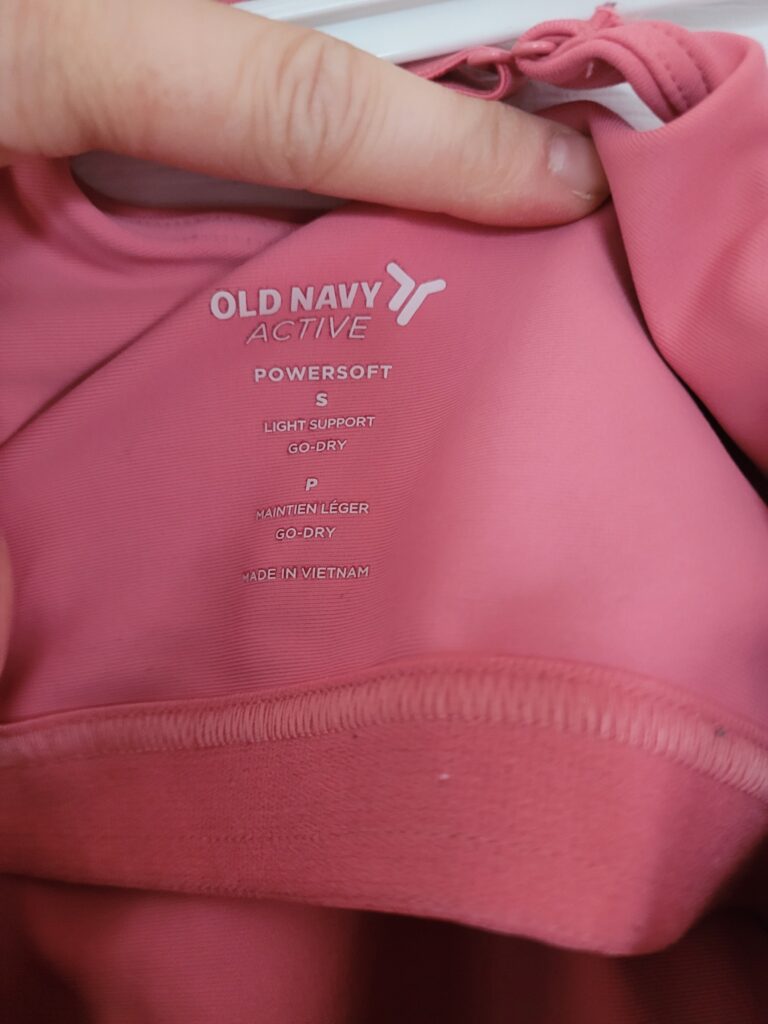 OLD NAVY
ACTIVE
POWERSOFT
S
LIGHT SUPPORT
GO-DRY
P
MAINTIEN LÉGER
GO-DRY
MADE IN VIETNAM